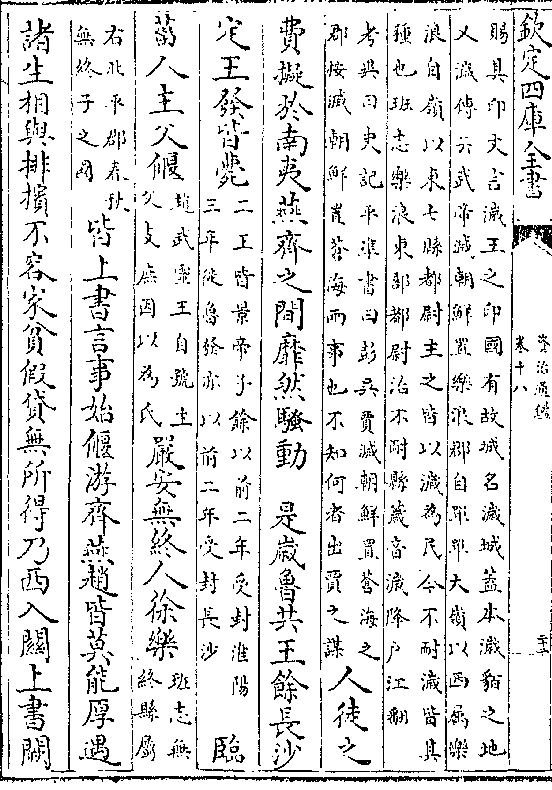 欽定四庫全書
資治通鑑
卷十八
二十
賜其印文言濊王之印國有故城名濊城蓋本濊貊之地
又濊傳云武帝滅朝鮮置樂浪郡自單單大嶺以西屬樂
浪自嶺以東七縣都尉主之皆以濊為民今不耐濊皆其
種也班志樂浪東部都尉治不耐縣薉音濊降户江翻
考異曰史記平準書曰彭吳賈滅朝鮮置蒼海之
郡按滅朝鮮置蒼海兩事也不知何者出賈之謀
人徒之
費擬於南夷燕齊之間靡然騷動　是歲魯共王餘長沙
定王發皆薨
二王皆景帝子餘以前二年受封淮陽
三年徙魯發亦以前二年受封長沙
臨
菑人主父偃
趙武靈王自號主
父支庶因以為氏
嚴安無終人徐樂
班志無
終縣屬
右北平郡春秋
無終子之國
皆上書言事始偃游齊燕趙皆莫能厚遇
諸生相與排擯不容家貧假貸無所得乃西入關上書闕